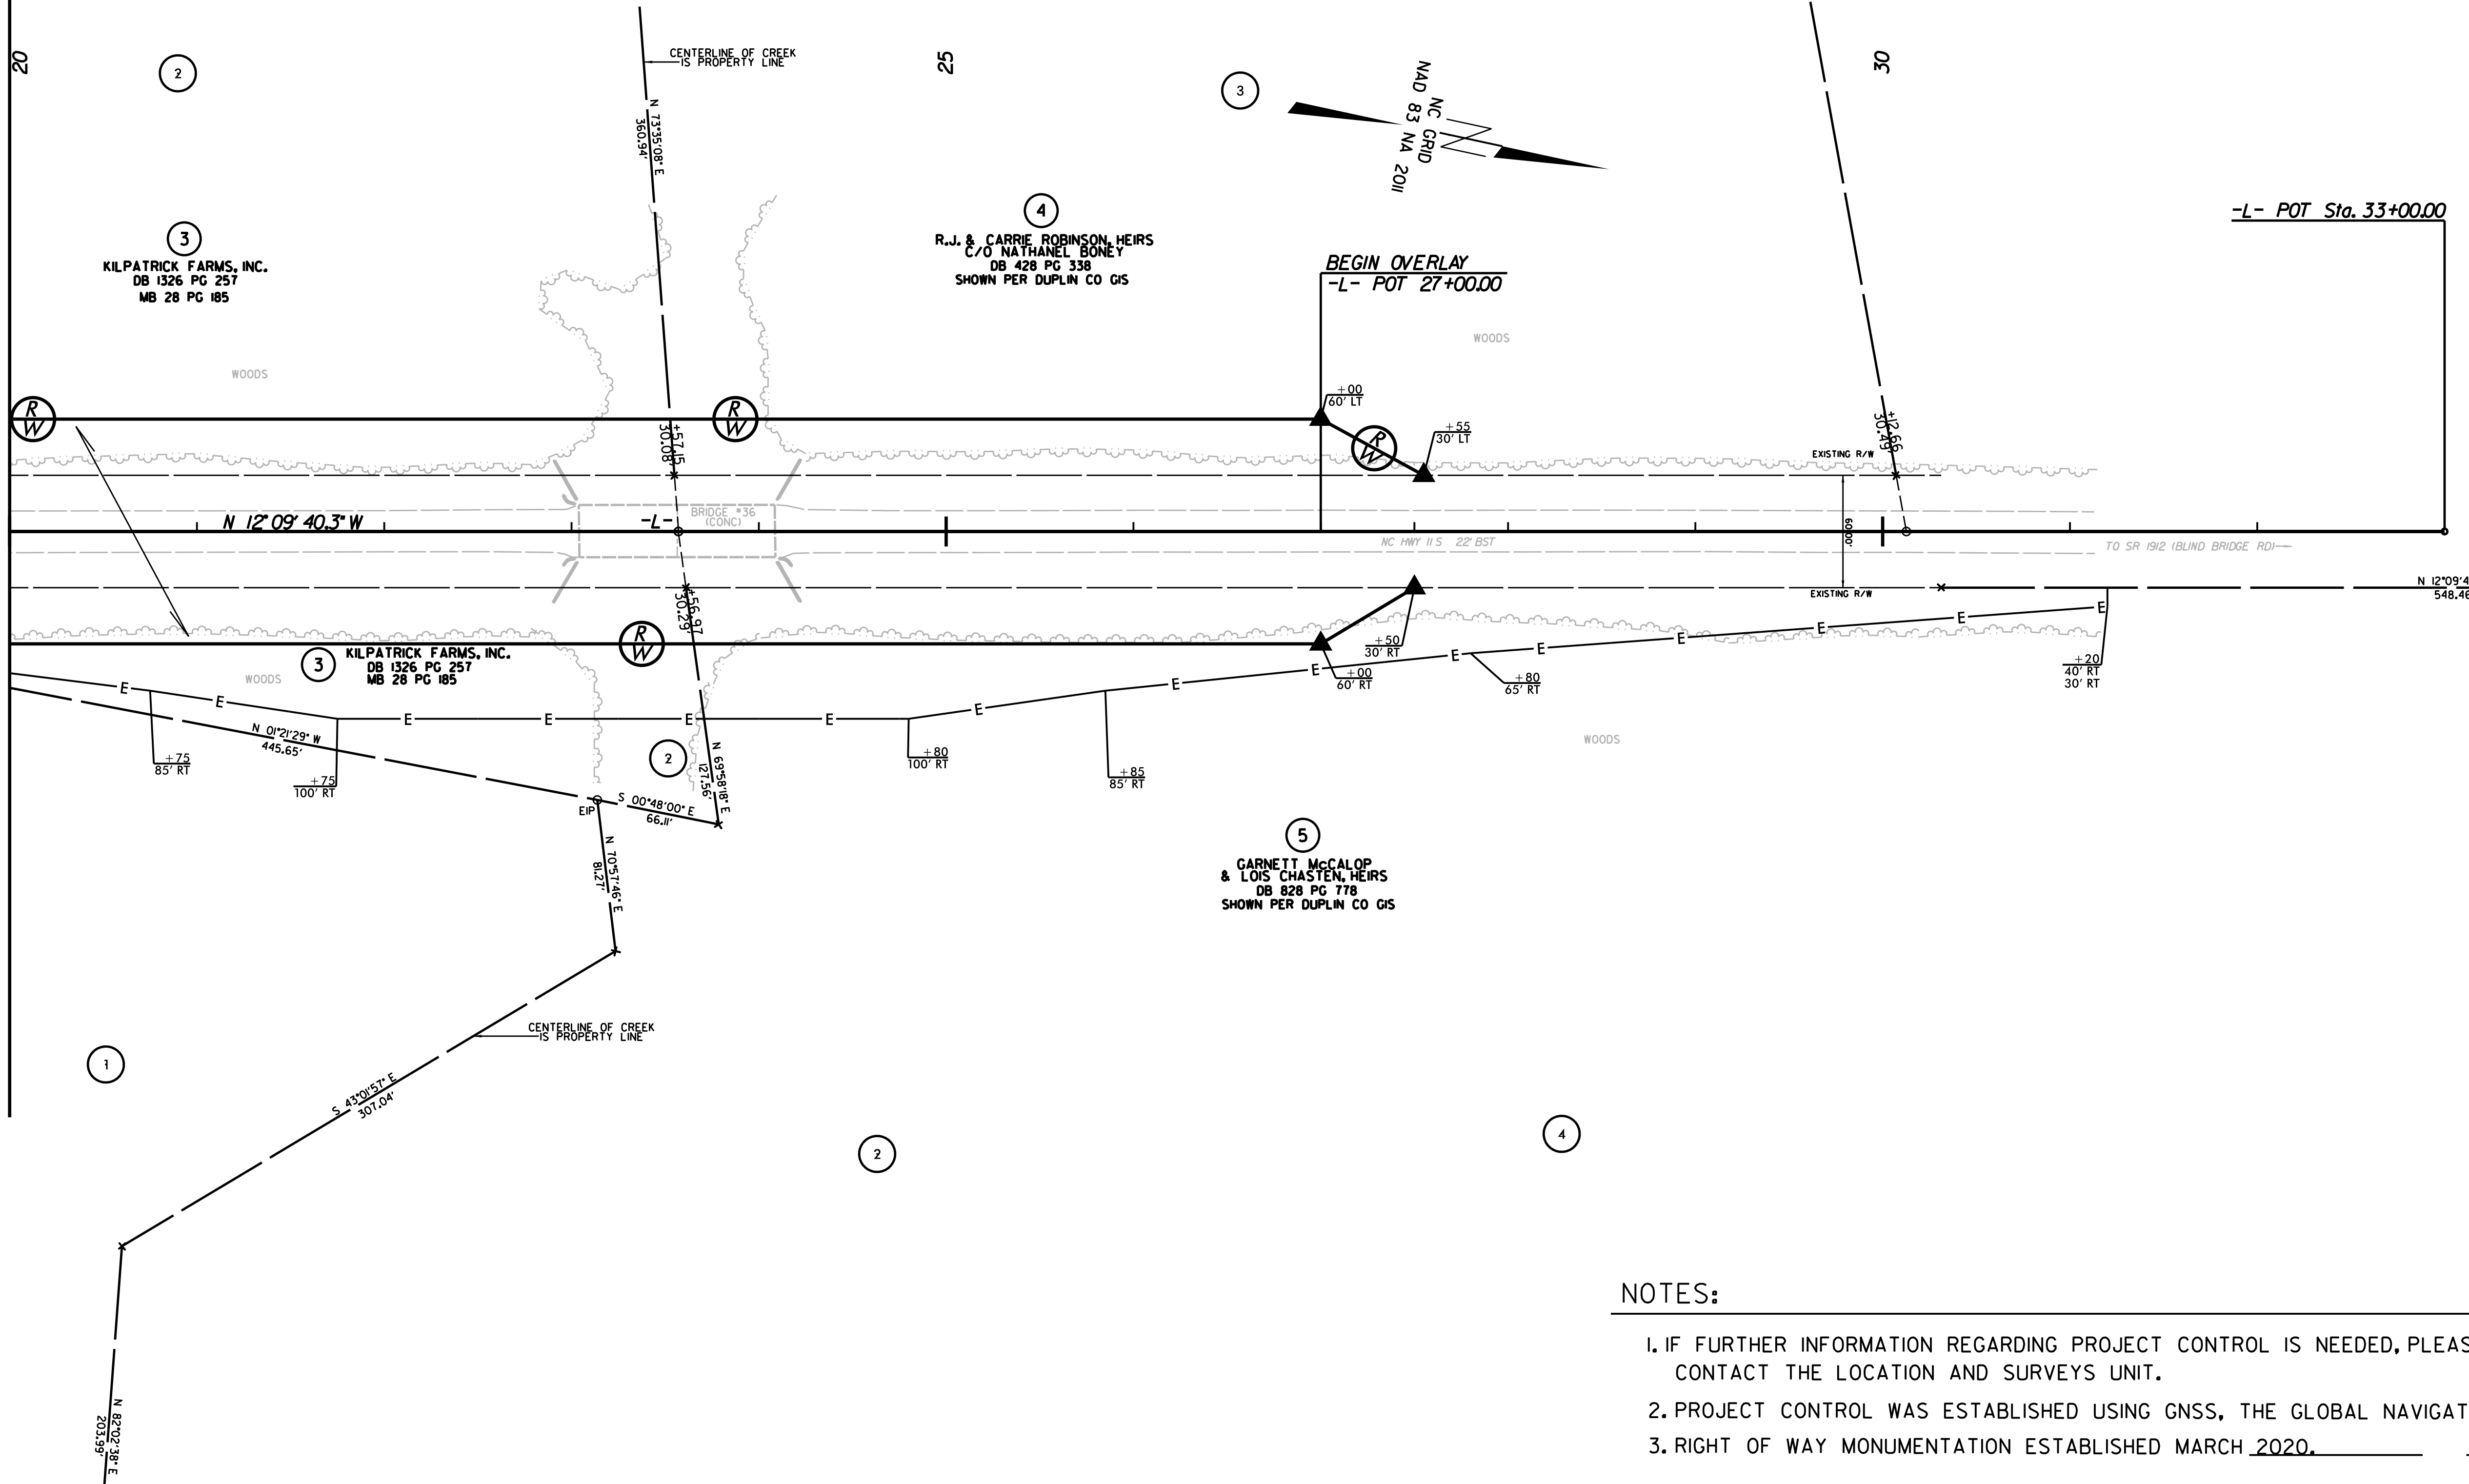 20
2
CENTERLINE OF CREEK
IS PROPERTY LINE
25
3
NC GRID
NAD 83 NA 2011
30
N 73°35'08" E
360.94'
-L- POT Sta. 33+00.00
3
KILPATRICK FARMS, INC.
DB 1326 PG 257
MB 28 PG 185
4
R.J. & CARRIE ROBINSON, HEIRS
C/O NATHANEL BONEY
DB 428 PG 338
SHOWN PER DUPLIN CO GIS
BEGIN OVERLAY
-L- POT 27+00.00
WOODS
WOODS
+00
60' LT
R
W
R
W
R
W
+55
30' LT
+57.15
30.08'
+12.66
30.49'
EXISTING R/W
N 12°09'40.3" W
-L-
BRIDGE #36
(CONC)
60.00'
NC HWY 11 S 22' BST
TO SR 1912 (BLIND BRIDGE RD)
EXISTING R/W
N 12°09'4
548.46
+56.97
30.29'
R
W
+50
30' RT
+00
60' RT
+80
65' RT
+20
40' RT
30' RT
3
KILPATRICK FARMS, INC.
DB 1326 PG 257
MB 28 PG 185
WOODS
E E E E E E E E E E E E E E E
N 01°21'29" W
445.65'
+75
85' RT
+75
100' RT
2
N 69°58'18" E
127.56'
+80
100' RT
+85
85' RT
WOODS
EIP
S 00°48'00" E
66.11'
N 70°57'46" E
81.27'
5
GARNETT McCALOP
& LOIS CHASTEN, HEIRS
DB 828 PG 778
SHOWN PER DUPLIN CO GIS
CENTERLINE OF CREEK
IS PROPERTY LINE
1
S 43°01'57" E
307.04'
2
4
N 82°02'38" E
203.99'
NOTES:
1. IF FURTHER INFORMATION REGARDING PROJECT CONTROL IS NEEDED, PLEAS
CONTACT THE LOCATION AND SURVEYS UNIT.
2. PROJECT CONTROL WAS ESTABLISHED USING GNSS, THE GLOBAL NAVIGAT
3. RIGHT OF WAY MONUMENTATION ESTABLISHED MARCH 2020.